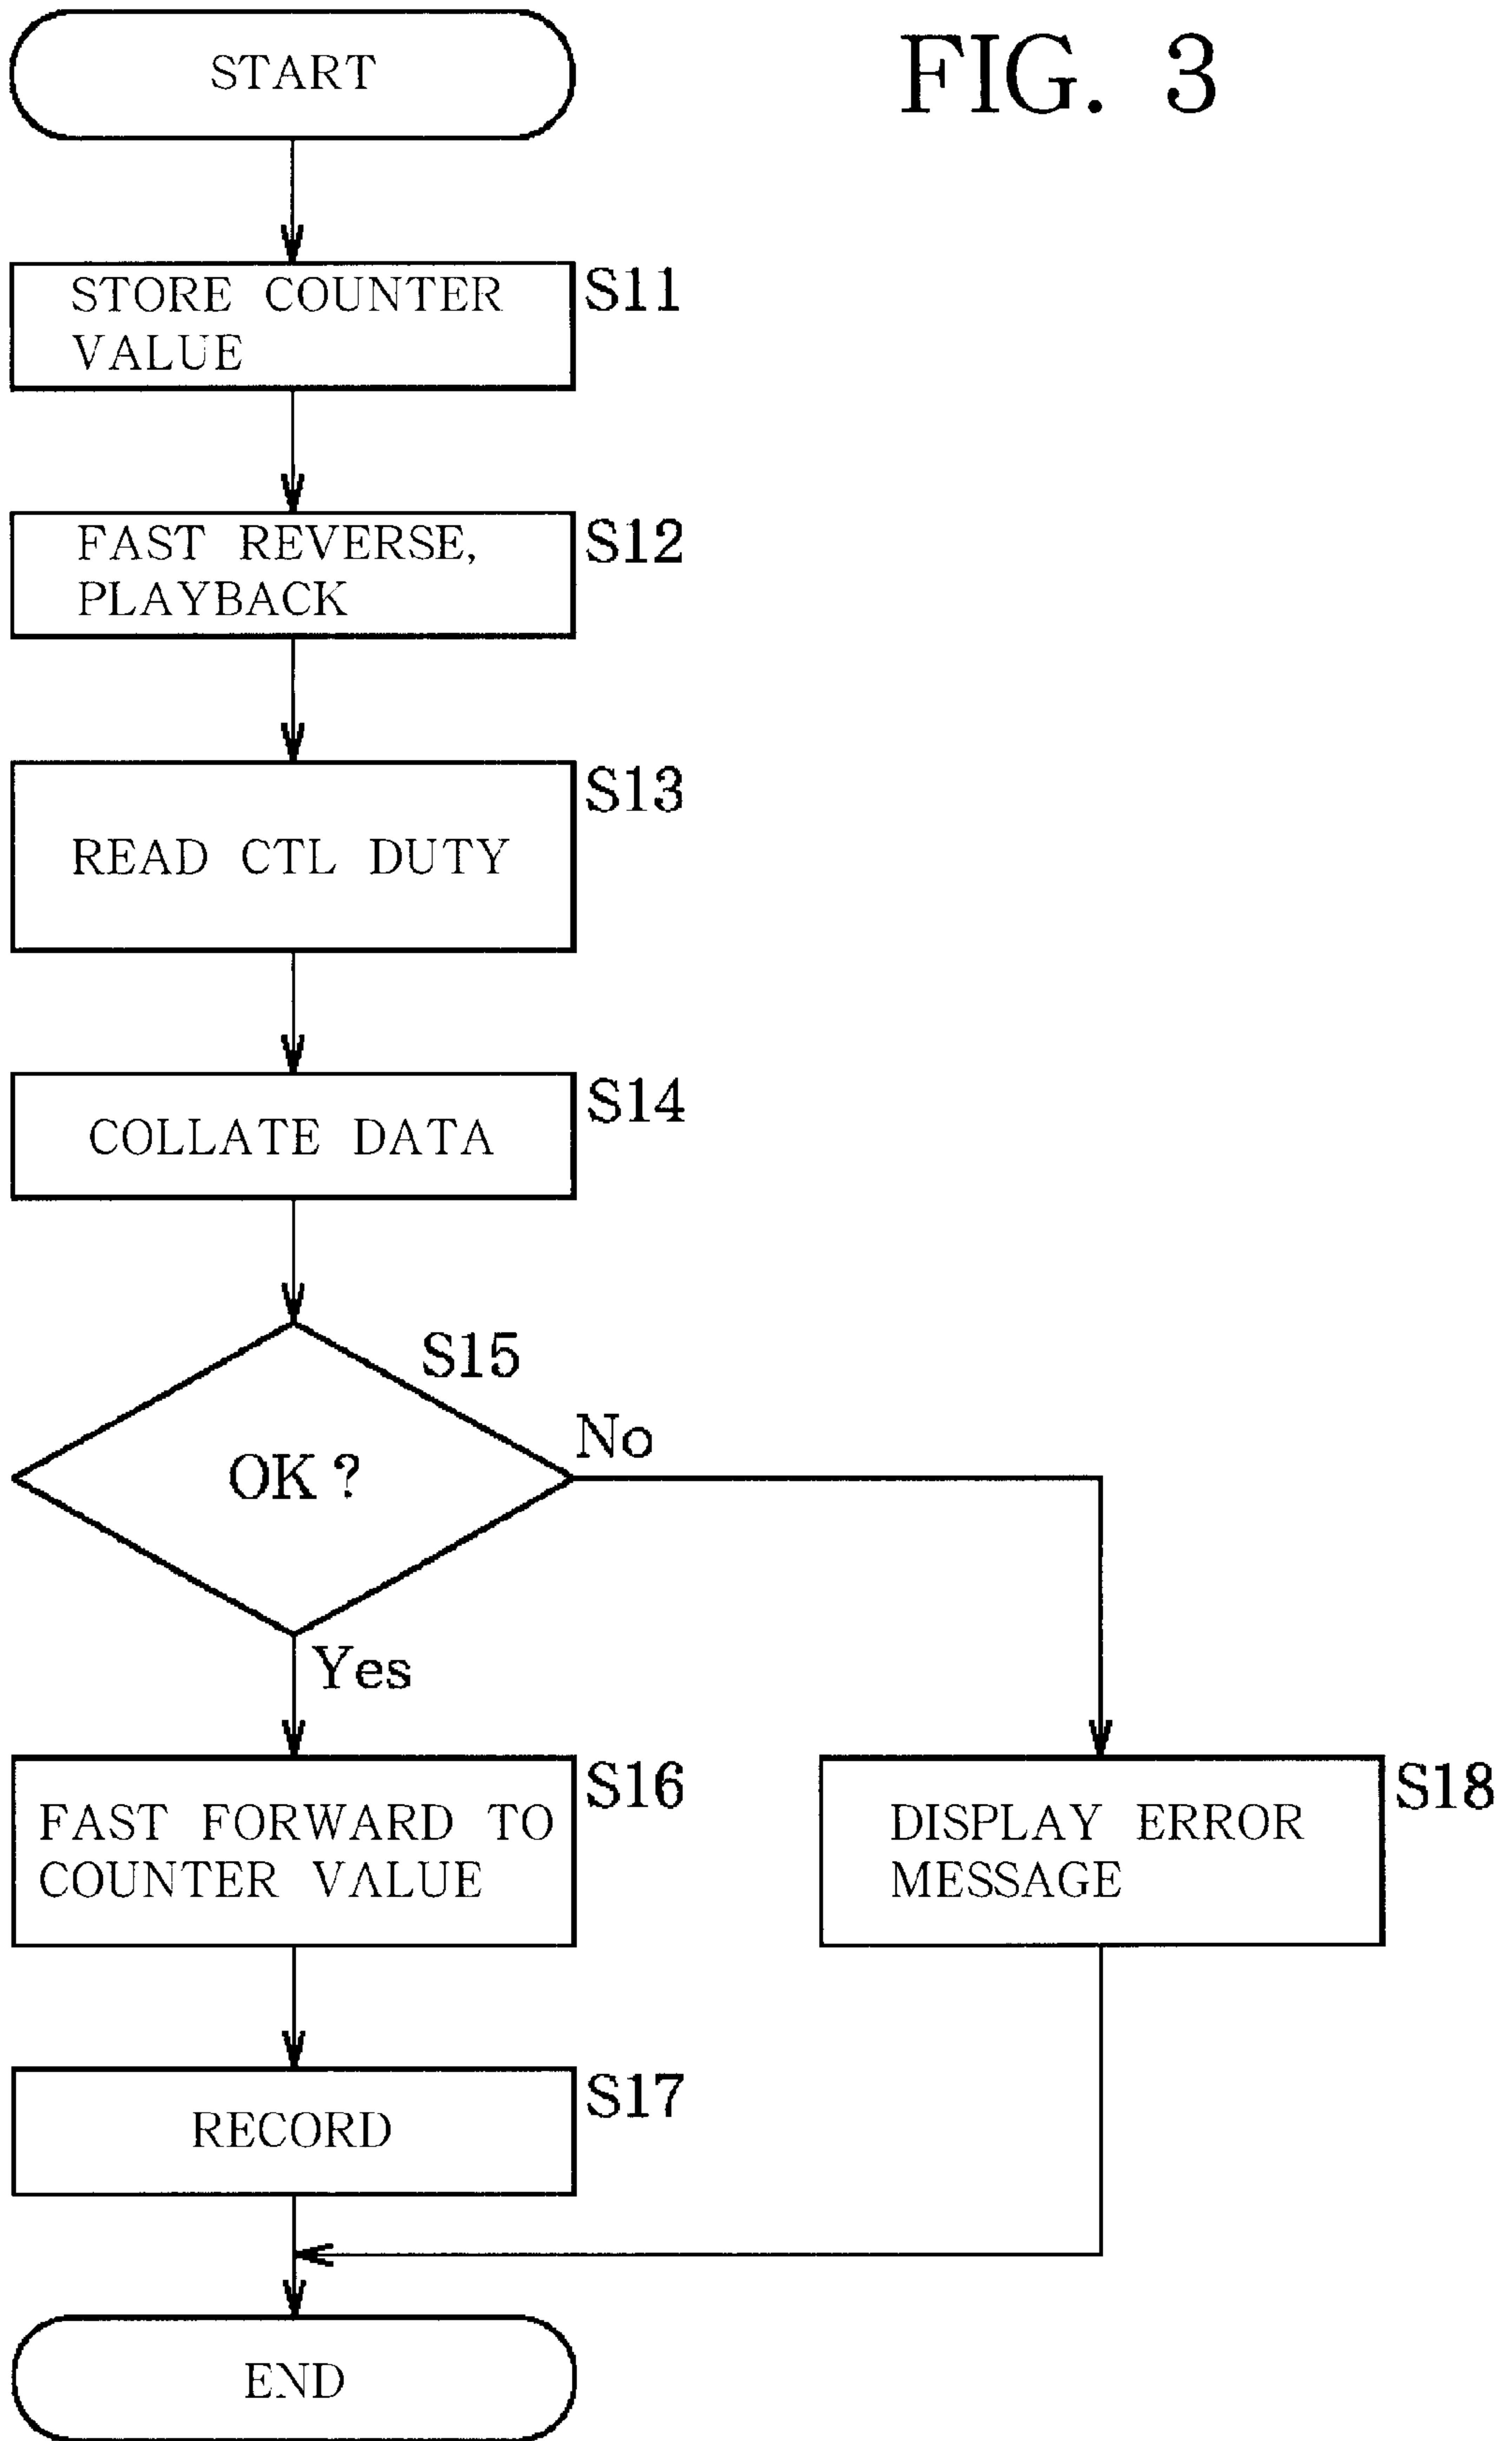 FIG. 3
START
STORE COUNTER
VALUE
S11
FAST REVERSE,
PLAYBACK
S12
READ CTL DUTY
S13
COLLATE DATA
S14
S15
OK?
No
Yes
FAST FORWARD TO
COUNTER VALUE
S16
DISPLAY ERROR
MESSAGE
S18
RECORD
S17
END